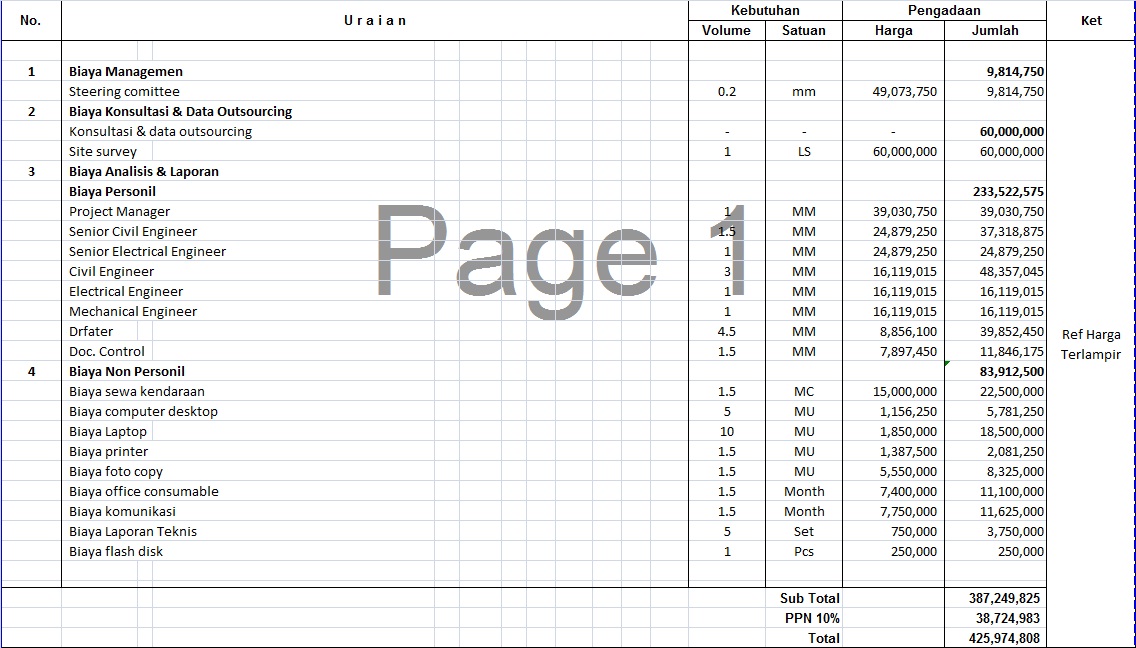 No. Uraian Kebutuhan Pengadaan Ket
Volume Satuan Harga Jumlah
1 Biaya Managemen 9,814,750
Steering comittee 0.2 mm 49,073,750 9,814,750
2 Biaya Konsultasi & Data Outsourcing
Konsultasi & data outsourcing - - - 60,000,000
Site survey 1 LS 60,000,000 60,000,000
3 Biaya Analisis & Laporan
Biaya Personil 233,522,575
Project Manager 1 MM 39,030,750 39,030,750
Senior Civil Engineer 1.5 MM 24,879,250 37,318,875
Senior Electrical Engineer 1 MM 24,879,250 24,879,250
Civil Engineer 3 MM 16,119,015 48,357,045
Electrical Engineer 1 MM 16,119,015 16,119,015
Mechanical Engineer 1 MM 16,119,015 16,119,015
Drfater 4.5 MM 8,856,100 39,852,450
Doc. Control 1.5 MM 7,897,450 11,846,175
Ref Harga
Terlampir
4 Biaya Non Personil 83,912,500
Biaya sewa kendaraan 1.5 MC 15,000,000 22,500,000
Biaya computer desktop 5 MU 1,156,250 5,781,250
Biaya Laptop 10 MU 1,850,000 18,500,000
Biaya printer 1.5 MU 1,387,500 2,081,250
Biaya foto copy 1.5 MU 5,550,000 8,325,000
Biaya office consumable 1.5 Month 7,400,000 11,100,000
Biaya komunikasi 1.5 Month 7,750,000 11,625,000
Biaya Laporan Teknis 5 Set 750,000 3,750,000
Biaya flash disk 1 Pcs 250,000 250,000
Sub Total 387,249,825
PPN 10% 38,724,983
Total 425,974,808
Page 1